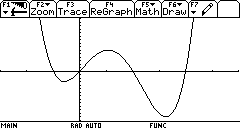 F1▼ F2▼ F3 F4 F5▼ F6▼ F7▼
Zoom Trace ReGraph Math Draw
MAIN RAD AUTO FUNC